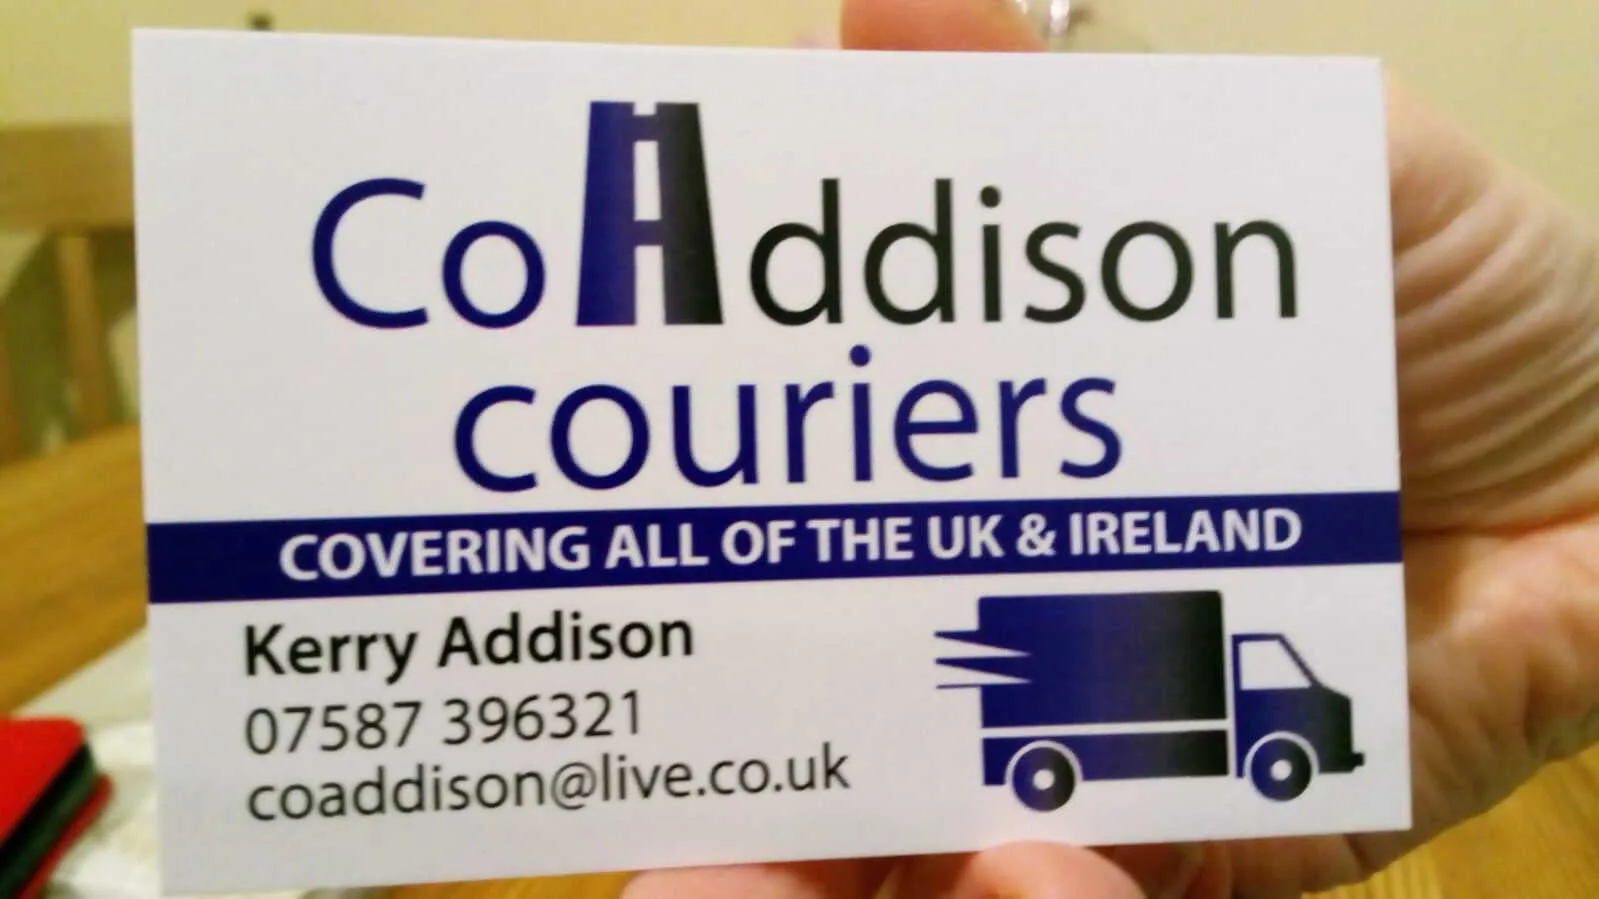 CoAddison
couriers
COVERING ALL OF THE UK & IRELAND
Kerry Addison
07587 396321
coaddison@live.co.uk